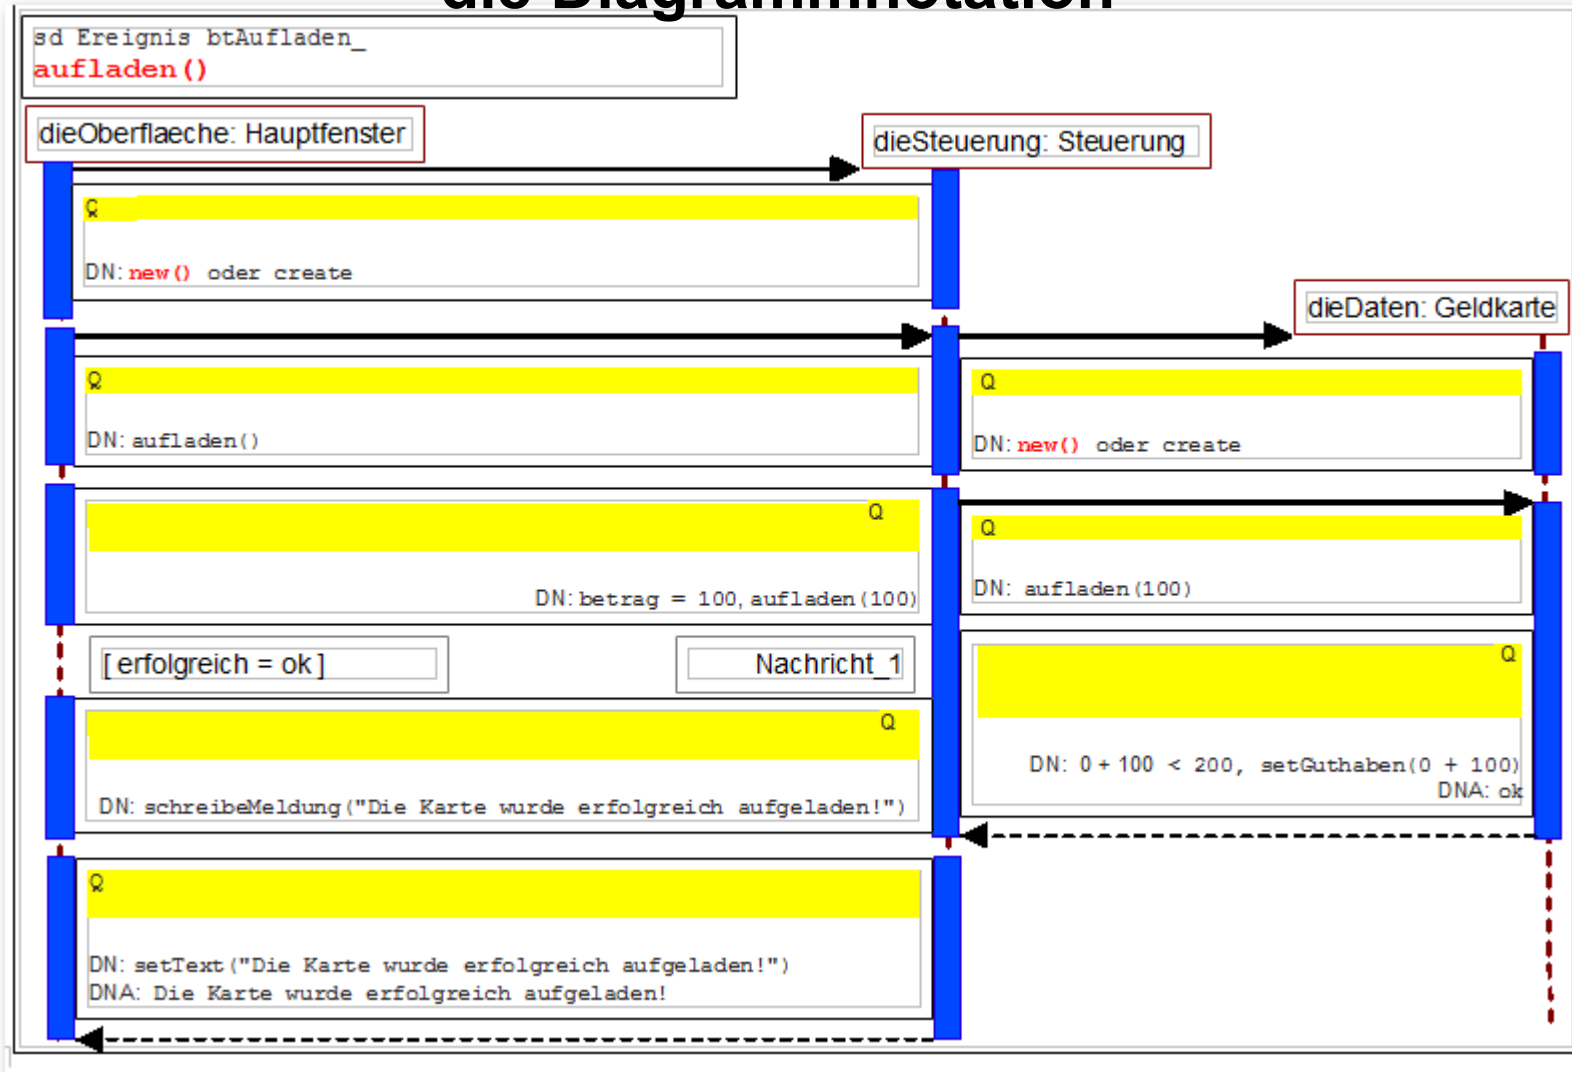 die Diagrammnotation
sd Ereignis btAufladen_
aufladen()
dieOberflaeche: Hauptfenster
dieSteuerung: Steuerung
Q
DN: new() oder create
dieDaten: Geldkarte
Q
DN: aufladen()
Q
DN: new() oder create
Q
DN: betrag = 100, aufladen(100)
Q
DN: aufladen(100)
[ erfolgreich = ok ]
Nachricht_1
Q
DN: 0 + 100 < 200, setGuthaben(0 + 100)
DNA: ok
Q
DN: schreibeMeldung("Die Karte wurde erfolgreich aufgeladen!")
Q
DN: setText("Die Karte wurde erfolgreich aufgeladen!")
DNA: Die Karte wurde erfolgreich aufgeladen!